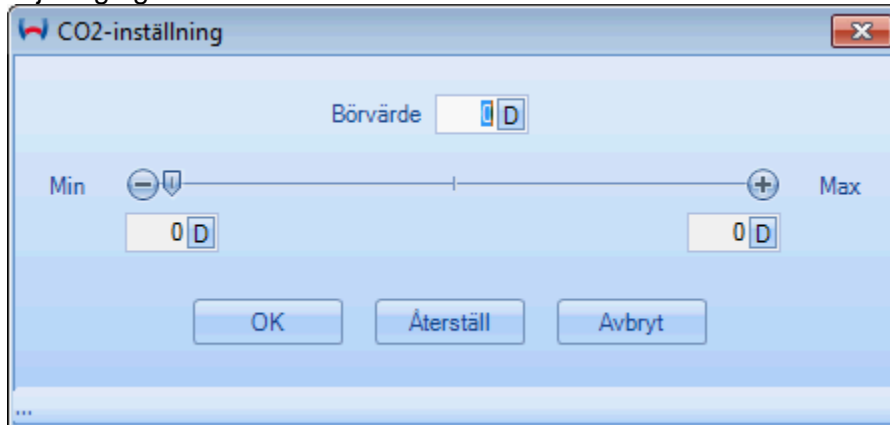 CO2-inställning
Börvärde 0 D
Min Max
0 D 0 D
OK Återställ Avbryt
...